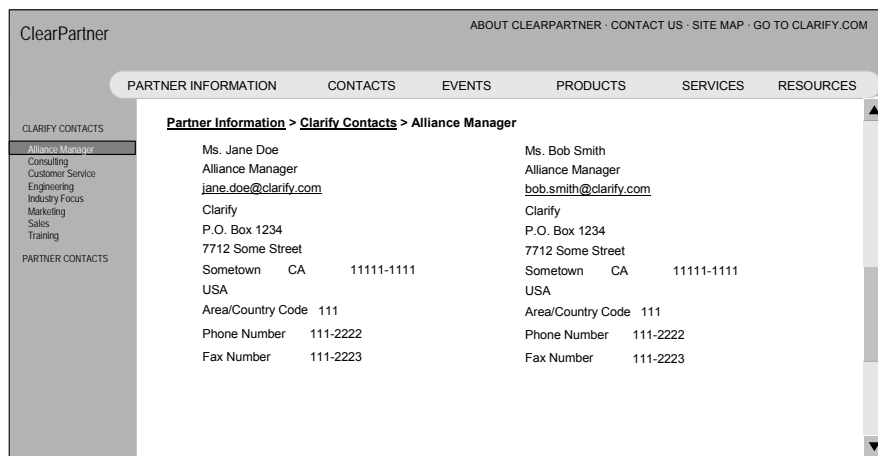 ClearPartner
ABOUT CLEARPARTNER · CONTACT US · SITE MAP · GO TO CLARIFY.COM
PARTNER INFORMATION CONTACTS EVENTS PRODUCTS SERVICES RESOURCES
CLARIFY CONTACTS
Alliance Manager
Consulting
Customer Service
Engineering
Industry Focus
Marketing
Sales
Training
PARTNER CONTACTS
Partner Information > Clarify Contacts > Alliance Manager
Ms. Jane Doe
Alliance Manager
jane.doe@clarify.com
Clarify
P.O. Box 1234
7712 Some Street
Sometown CA 11111-1111
USA
Area/Country Code 111
Phone Number 111-2222
Fax Number 111-2223
Ms. Bob Smith
Alliance Manager
bob.smith@clarify.com
Clarify
P.O. Box 1234
7712 Some Street
Sometown CA 11111-1111
USA
Area/Country Code 111
Phone Number 111-2222
Fax Number 111-2223